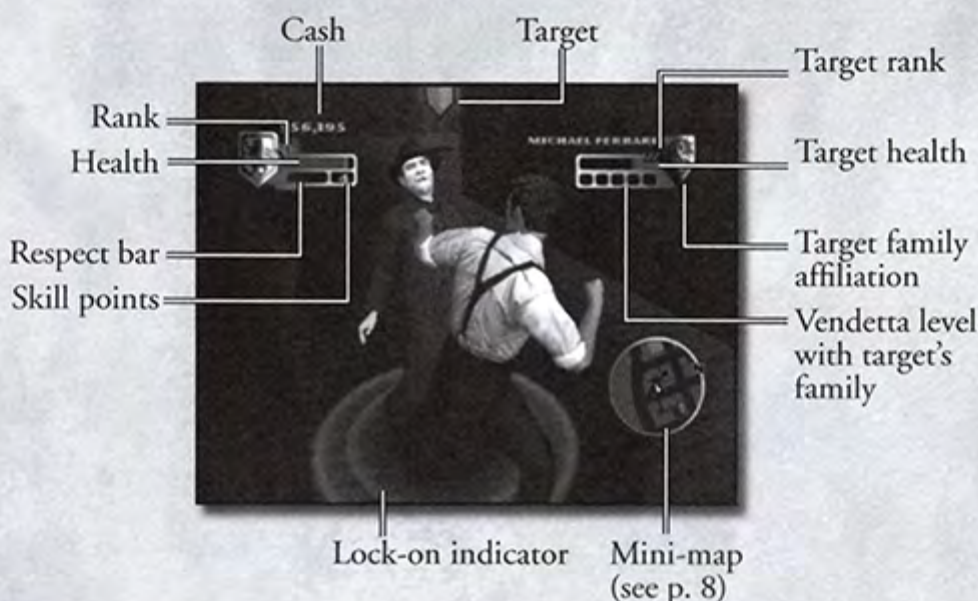 Cash
Target
Target rank
Rank
56,195
MICHAEL FERRARI
Health
Target health
Respect bar
Target family
affiliation
Skill points
Vendetta level
with target's
family
Lock-on indicator
Mini-map
(see p. 8)